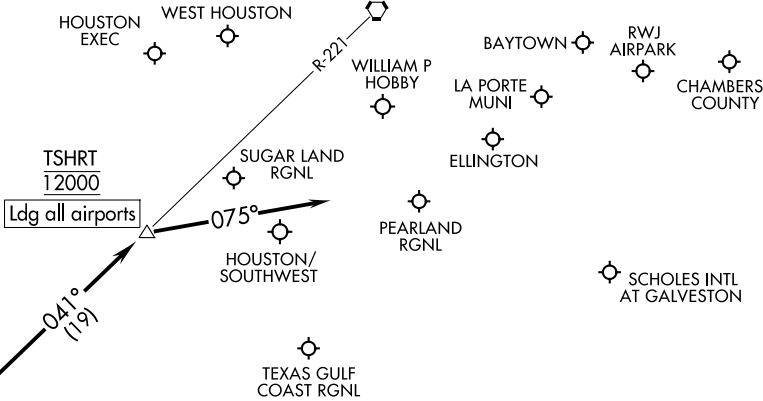 HOUSTON
EXEC
WEST HOUSTON
R-221
WILLIAM P
HOBBY
BAYTOWN
RWJ
AIRPARK
LA PORTE
MUNI
CHAMBERS
COUNTY
TSHRT
12000
Ldg all airports
SUGAR LAND
RGNL
ELLINGTON
075°
HOUSTON/
SOUTHWEST
PEARLAND
RGNL
041°
(19)
SCHOLES INTL
AT GALVESTON
TEXAS GULF
COAST RGNL